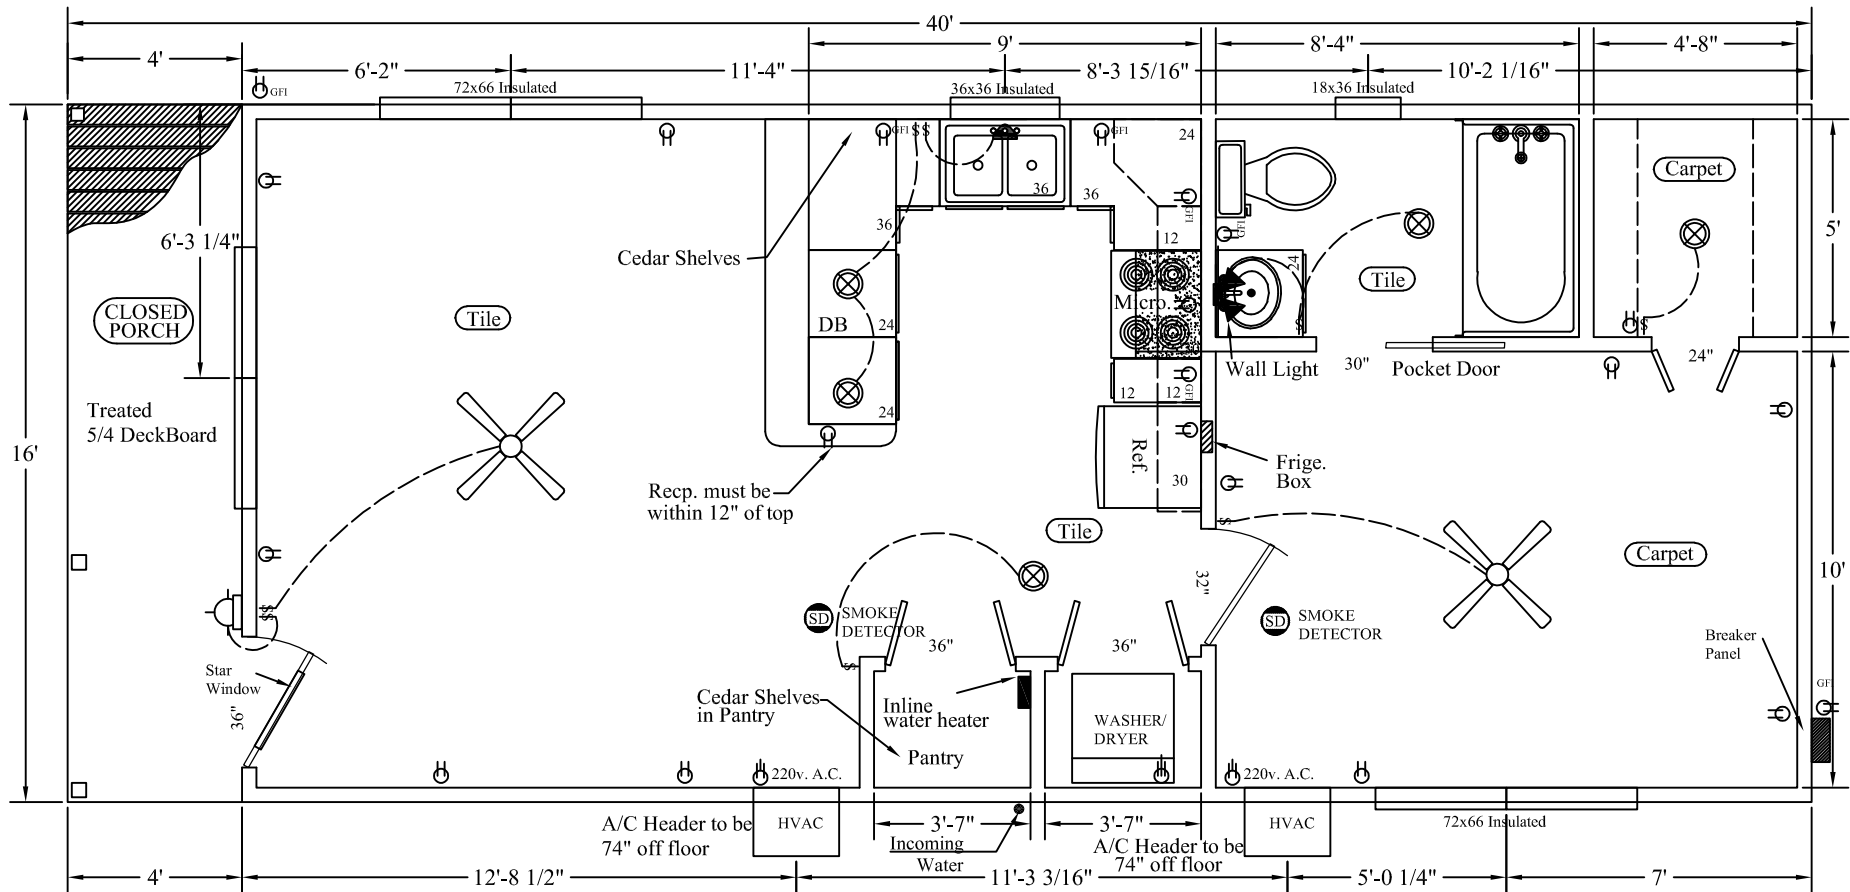 40'
4'
9'
8'-4"
4'-8"
6'-2"
11'-4"
8'-3 15/16"
10'-2 1/16"
72x66 Insulated
36x36 Insulated
18x36 Insulated
GFI
GFI
SS
GFI
24
36
36
Carpet
GFI
6'-3 1/4"
36
12
GFI
5'
Cedar Shelves
24
Tile
CLOSED
PORCH
Tile
Micro.
DB
24
S
S
30
Wall Light
30"
Pocket Door
24"
12
12
GFI
24
Treated
5/4 DeckBoard
16'
Ref.
30
Frige.
Box
Recp. must be
within 12" of top
S
Tile
Carpet
10'
32"
SS
SD
SMOKE
DETECTOR
SD
SMOKE
DETECTOR
36"
36"
Breaker
Panel
S
Star
Window
36"
Cedar Shelves
in Pantry
Inline
water heater
GFI
WASHER/
DRYER
Pantry
220v. A.C.
220v. A.C.
A/C Header to be
74" off floor
HVAC
3'-7"
3'-7"
HVAC
72x66 Insulated
Incoming
Water
A/C Header to be
74" off floor
4'
12'-8 1/2"
11'-3 3/16"
5'-0 1/4"
7'